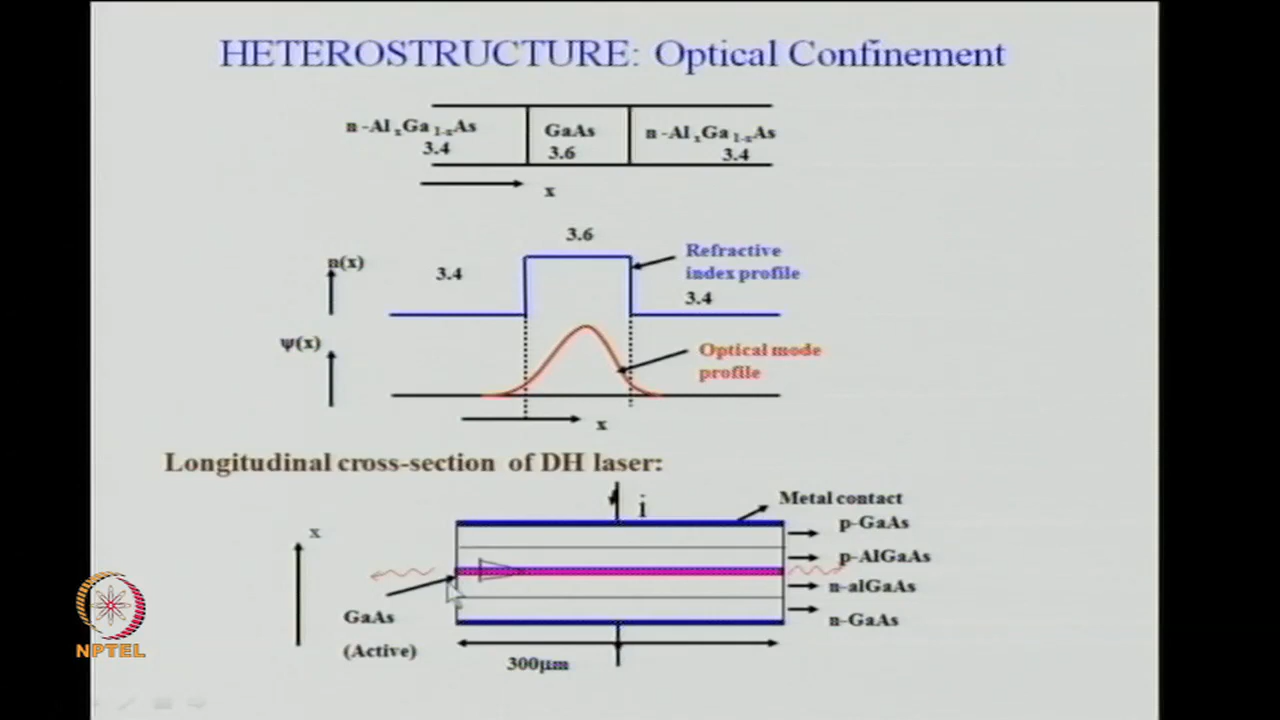 HETEROSTRUCTURE: Optical Confinement
n-AlxGa1-xAs GaAs n-AlxGa1-xAs
3.4 3.6 3.4
x
3.6
n(x) 3.4 Refractive
index profile
3.4
ψ(x) Optical mode
profile
x
Longitudinal cross-section of DH laser:
i Metal contact
x p-GaAs
p-AlGaAs
n-alGaAs
GaAs n-GaAs
(Active) 300μm
NPTEL